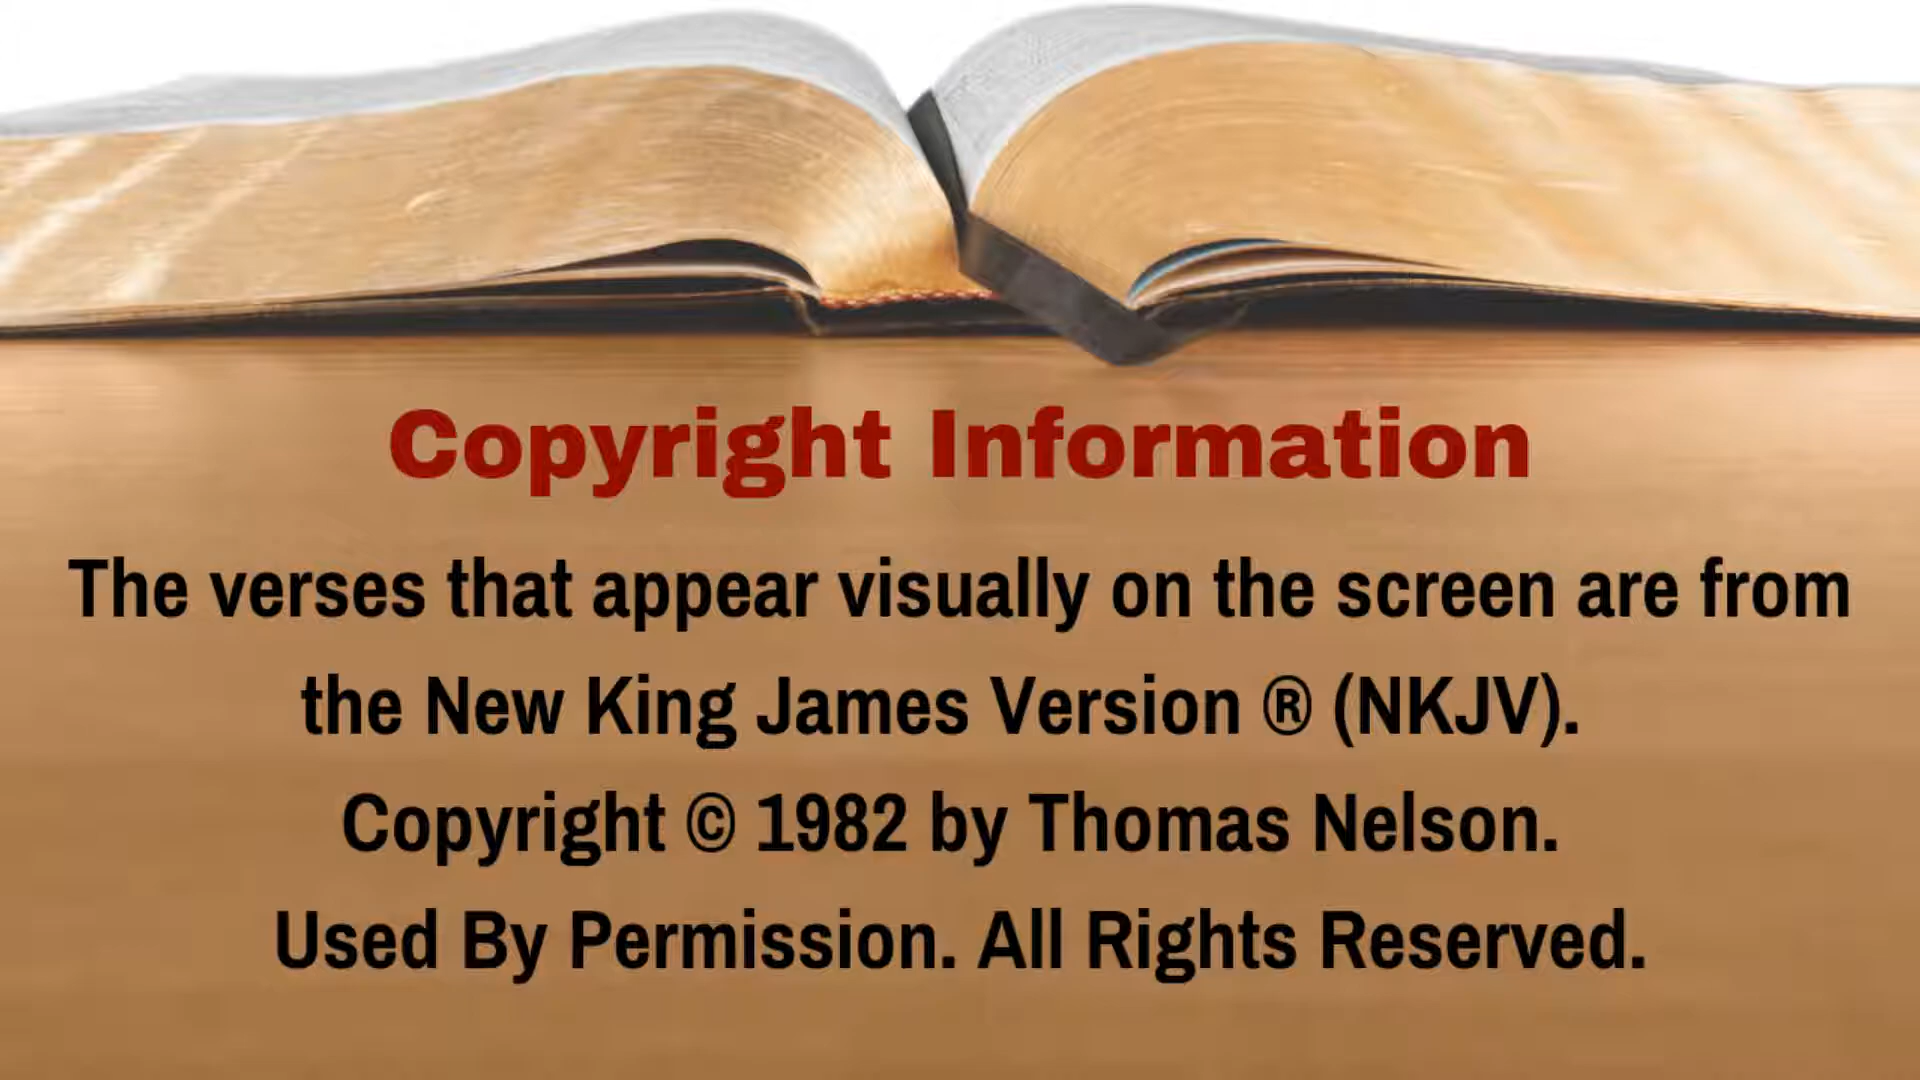 Copyright Information
The verses that appear visually on the screen are from
the New King James Version ® (NKJV).
Copyright © 1982 by Thomas Nelson.
Used By Permission. All Rights Reserved.